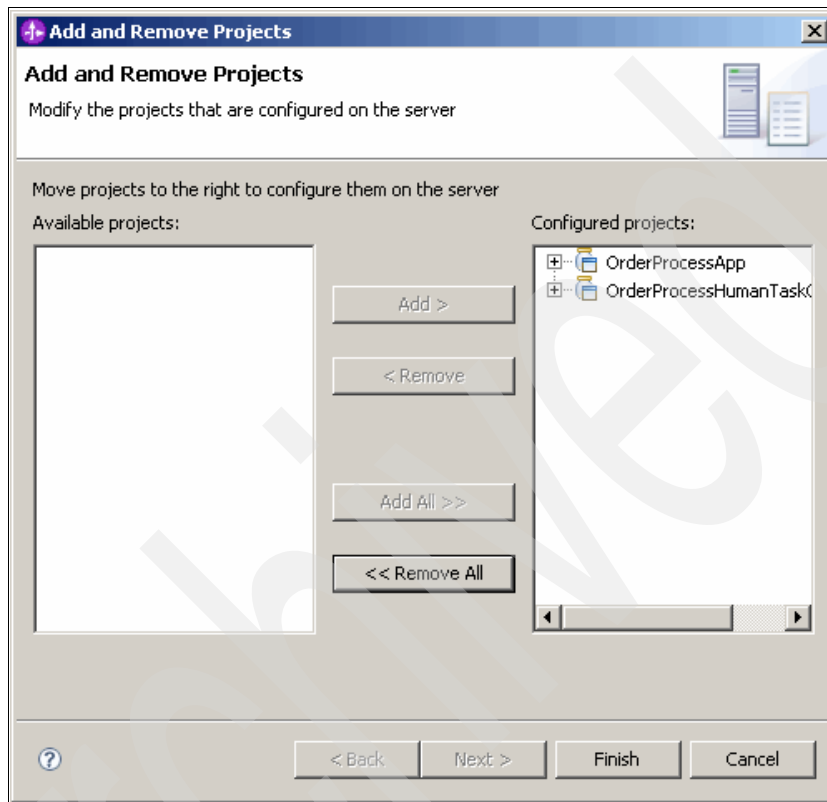 Add and Remove Projects
Add and Remove Projects
Modify the projects that are configured on the server
Move projects to the right to configure them on the server
Available projects:
Configured projects:
OrderProcessApp
OrderProcessHumanTask
Add >
< Remove
Add All >>
<< Remove All
< Back
Next >
Finish
Cancel